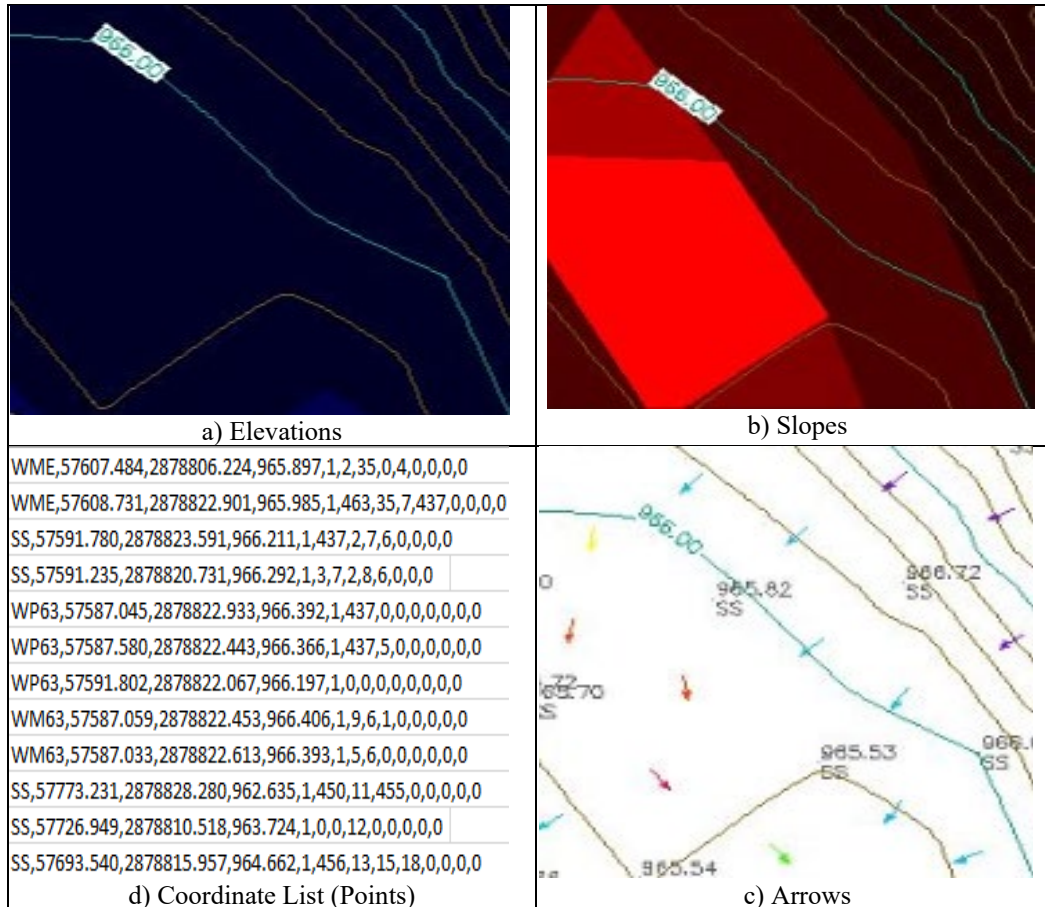 966.00
a) Elevations
966.00
b) Slopes
WME,57607.484,2878806.224,965.897,1,2,35,0,4,0,0,0,0
WME,57608.731,2878822.901,965.985,1,463,35,7,437,0,0,0,0
SS,57591.780,2878823.591,966.211,1,437,2,7,6,0,0,0,0
SS,57591.235,2878820.731,966.292,1,3,7,2,8,6,0,0,0
WP63,57587.045,2878822.933,966.392,1,437,0,0,0,0,0,0,0
WP63,57587.580,2878822.443,966.366,1,437,5,0,0,0,0,0,0
WP63,57591.802,2878822.067,966.197,1,0,0,0,0,0,0,0,0
WM63,57587.059,2878822.453,966.406,1,9,6,1,0,0,0,0,0
WM63,57587.033,2878822.613,966.393,1,5,6,0,0,0,0,0,0
SS,57773.231,2878828.280,962.635,1,450,11,455,0,0,0,0,0
SS,57726.949,2878810.518,963.724,1,0,0,12,0,0,0,0,0
SS,57693.540,2878815.957,964.662,1,456,13,15,18,0,0,0,0
d) Coordinate List (Points)
966.00
966.72
SS
965.82
SS
965.53
SS
SS
965.54
c) Arrows